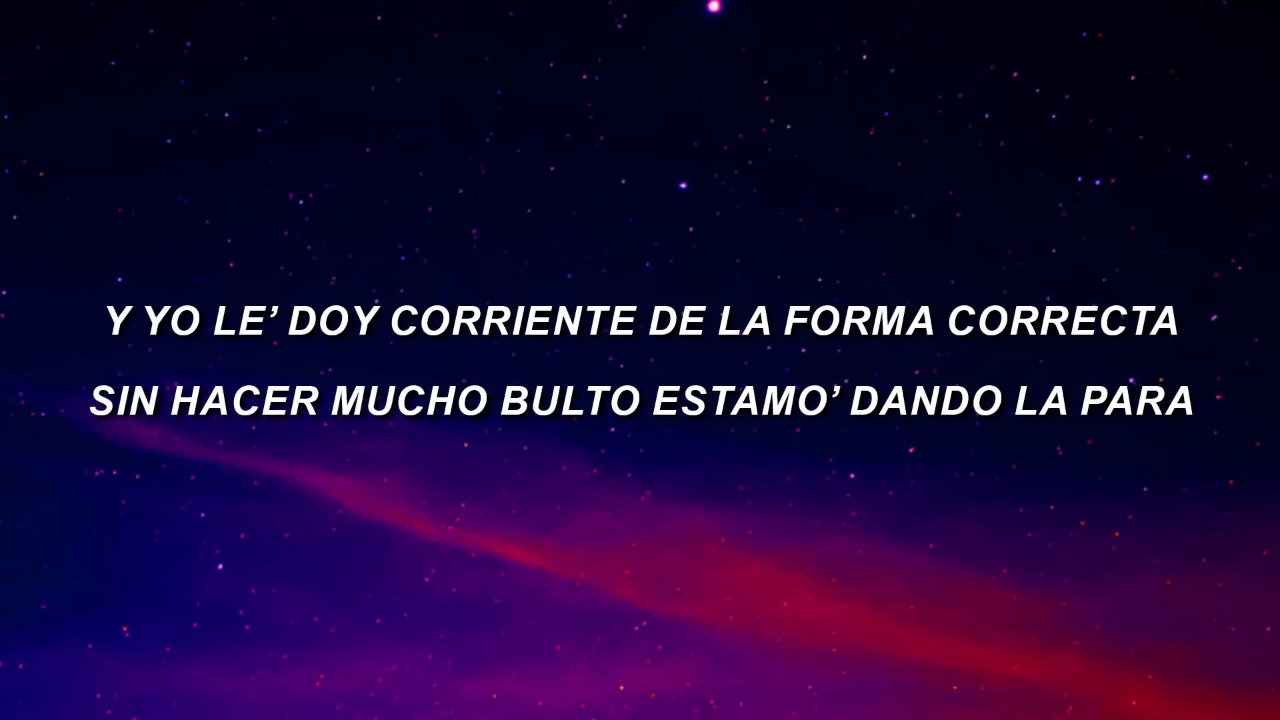 Y YO LE’ DOY CORRIENTE DE LA FORMA CORRECTA
SIN HACER MUCHO BULTO ESTAMO’ DANDO LA PARA